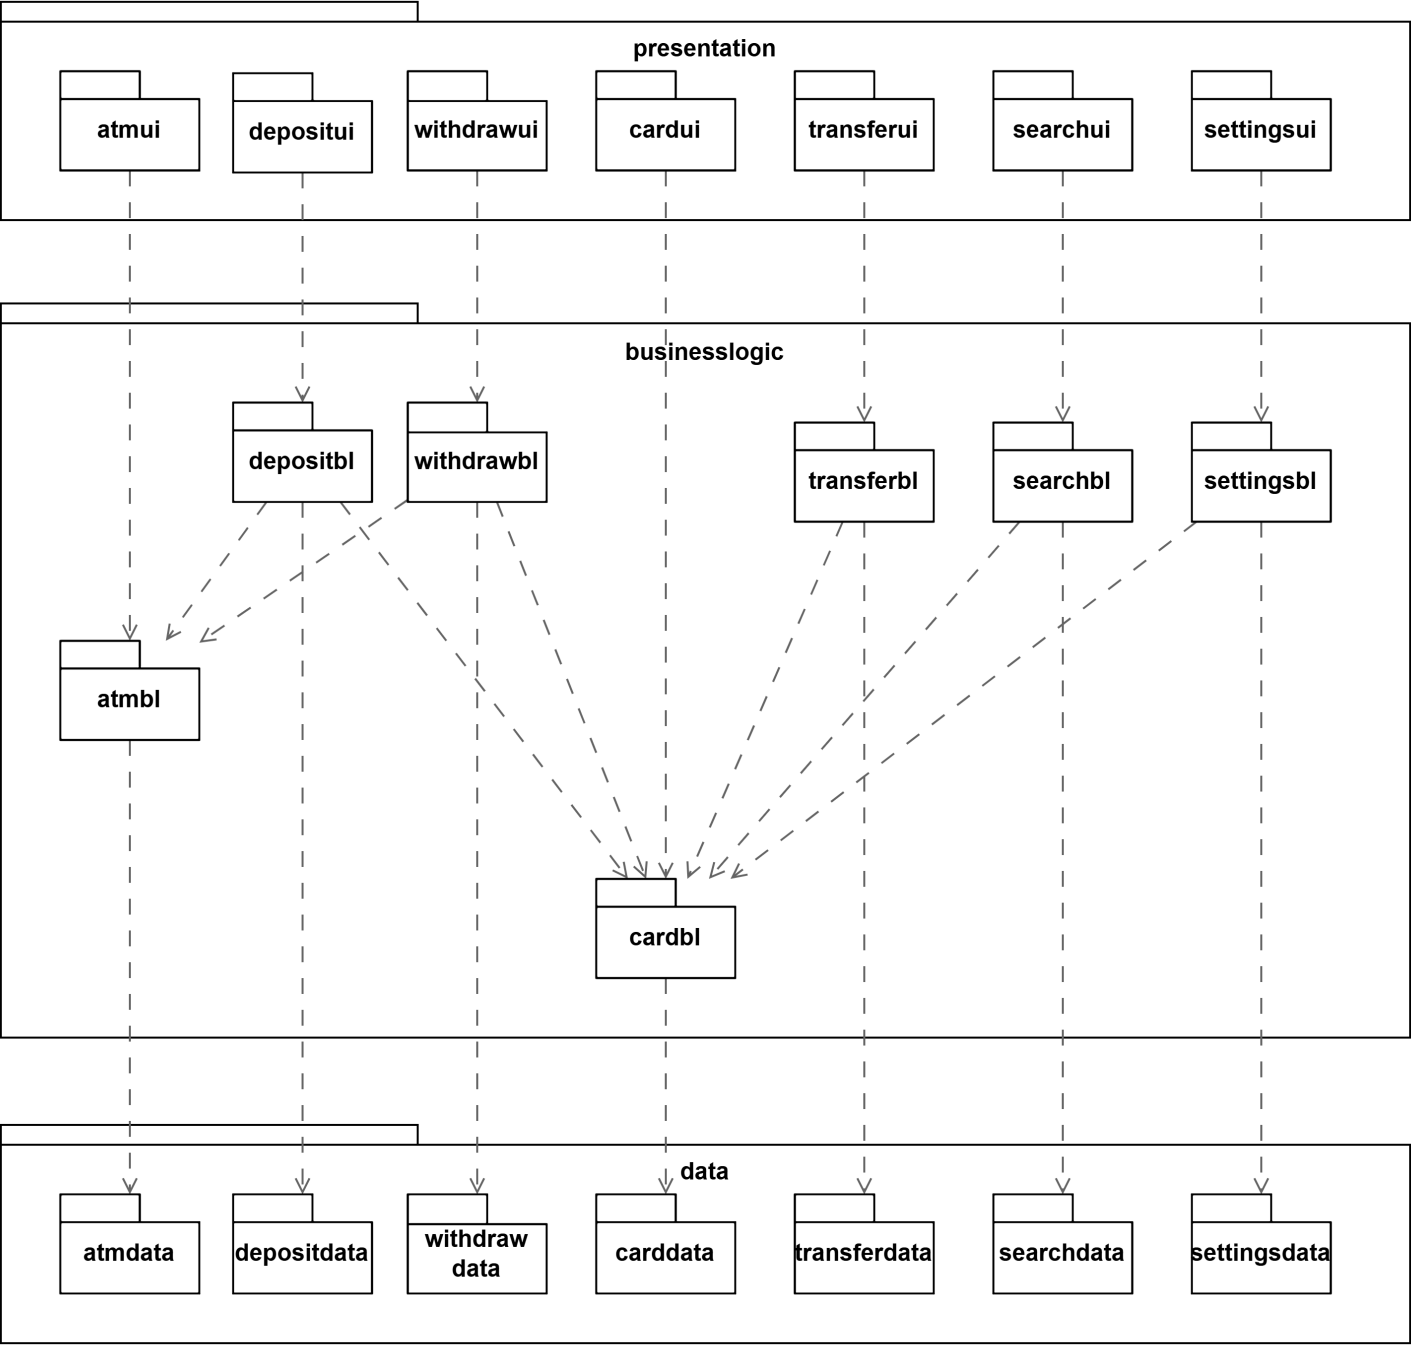 presentation
atmui
depositui
withdrawui
cardui
transferui
searchui
settingsui
businesslogic
depositbl
withdrawbl
transferbl
searchbl
settingsbl
atmbl
cardbl
data
atmdata
depositdata
withdraw
data
carddata
transferdata
searchdata
settingsdata